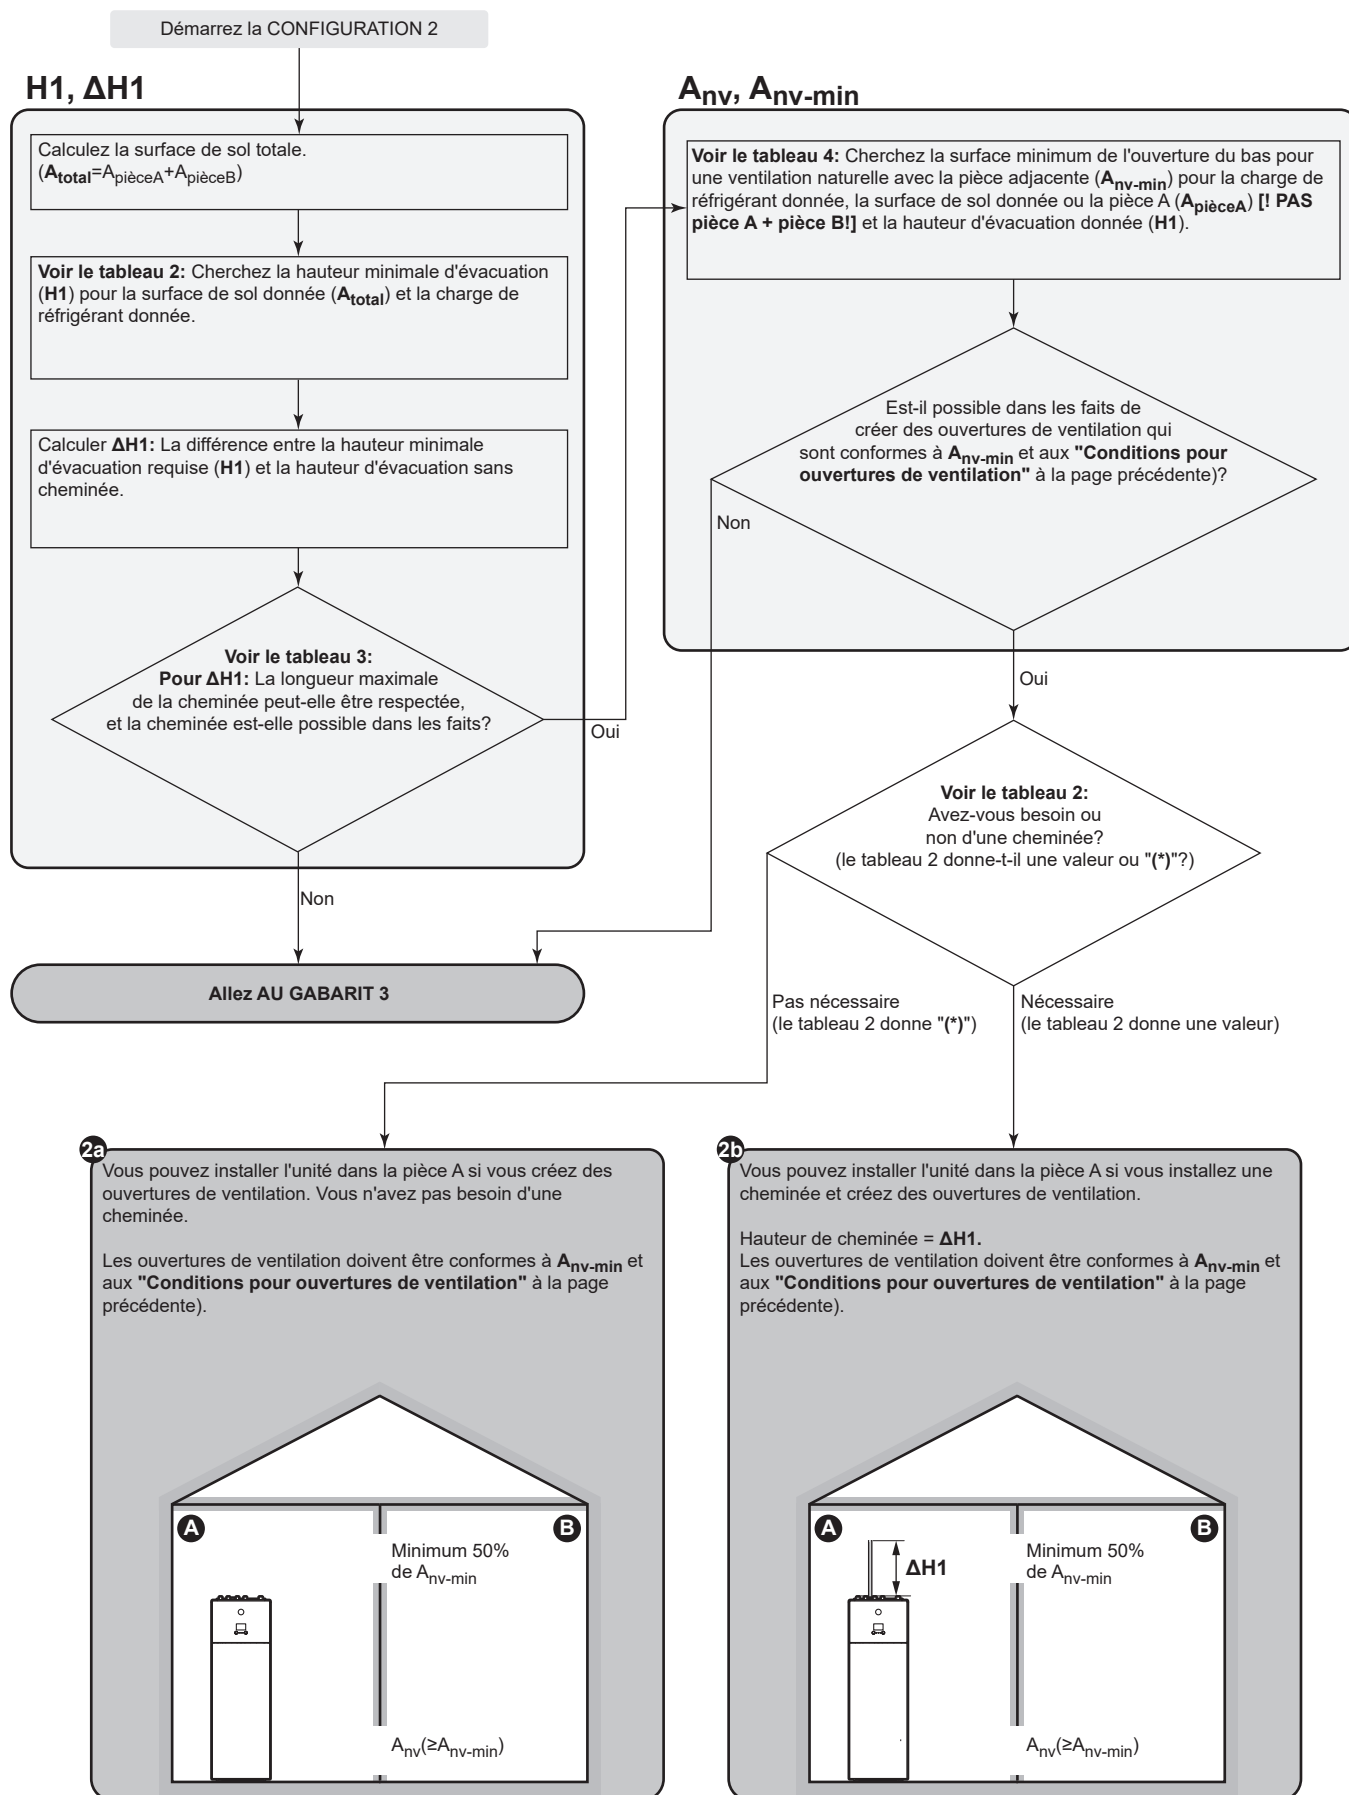 Démarrez la CONFIGURATION 2
H1, ΔH1
Calculez la surface de sol totale.
(Atotal=ApièceA+ApièceB)
Voir le tableau 2: Cherchez la hauteur minimale d'évacuation
(H1) pour la surface de sol donnée (Atotal) et la charge de
réfrigérant donnée.
Calculer ΔH1: La différence entre la hauteur minimale
d'évacuation requise (H1) et la hauteur d'évacuation sans
cheminée.
Voir le tableau 3:
Pour ΔH1: La longueur maximale
de la cheminée peut-elle être respectée,
et la cheminée est-elle possible dans les faits?
Oui
Non
Allez AU GABARIT 3
Anv, Anv-min
Voir le tableau 4: Cherchez la surface minimum de l'ouverture du bas pour
une ventilation naturelle avec la pièce adjacente (Anv-min) pour la charge de
réfrigérant donnée, la surface de sol donnée ou la pièce A (ApièceA) [! PAS
pièce A + pièce B!] et la hauteur d'évacuation donnée (H1).
Est-il possible dans les faits de
créer des ouvertures de ventilation qui
sont conformes à Anv-min et aux "Conditions pour
ouvertures de ventilation" à la page précédente)?
Non
Oui
Voir le tableau 2:
Avez-vous besoin ou
non d'une cheminée?
(le tableau 2 donne-t-il une valeur ou "(*)"?)
Pas nécessaire
(le tableau 2 donne "(*)")
Nécessaire
(le tableau 2 donne une valeur)
2a
Vous pouvez installer l'unité dans la pièce A si vous créez des
ouvertures de ventilation. Vous n'avez pas besoin d'une
cheminée.
Les ouvertures de ventilation doivent être conformes à Anv-min et
aux "Conditions pour ouvertures de ventilation" à la page
précédente).
A
B
Minimum 50%
de Anv-min
Anv(≥Anv-min)
2b
Vous pouvez installer l'unité dans la pièce A si vous installez une
cheminée et créez des ouvertures de ventilation.
Hauteur de cheminée = ΔH1.
Les ouvertures de ventilation doivent être conformes à Anv-min et
aux "Conditions pour ouvertures de ventilation" à la page
précédente).
A
B
ΔH1
Minimum 50%
de Anv-min
Anv(≥Anv-min)